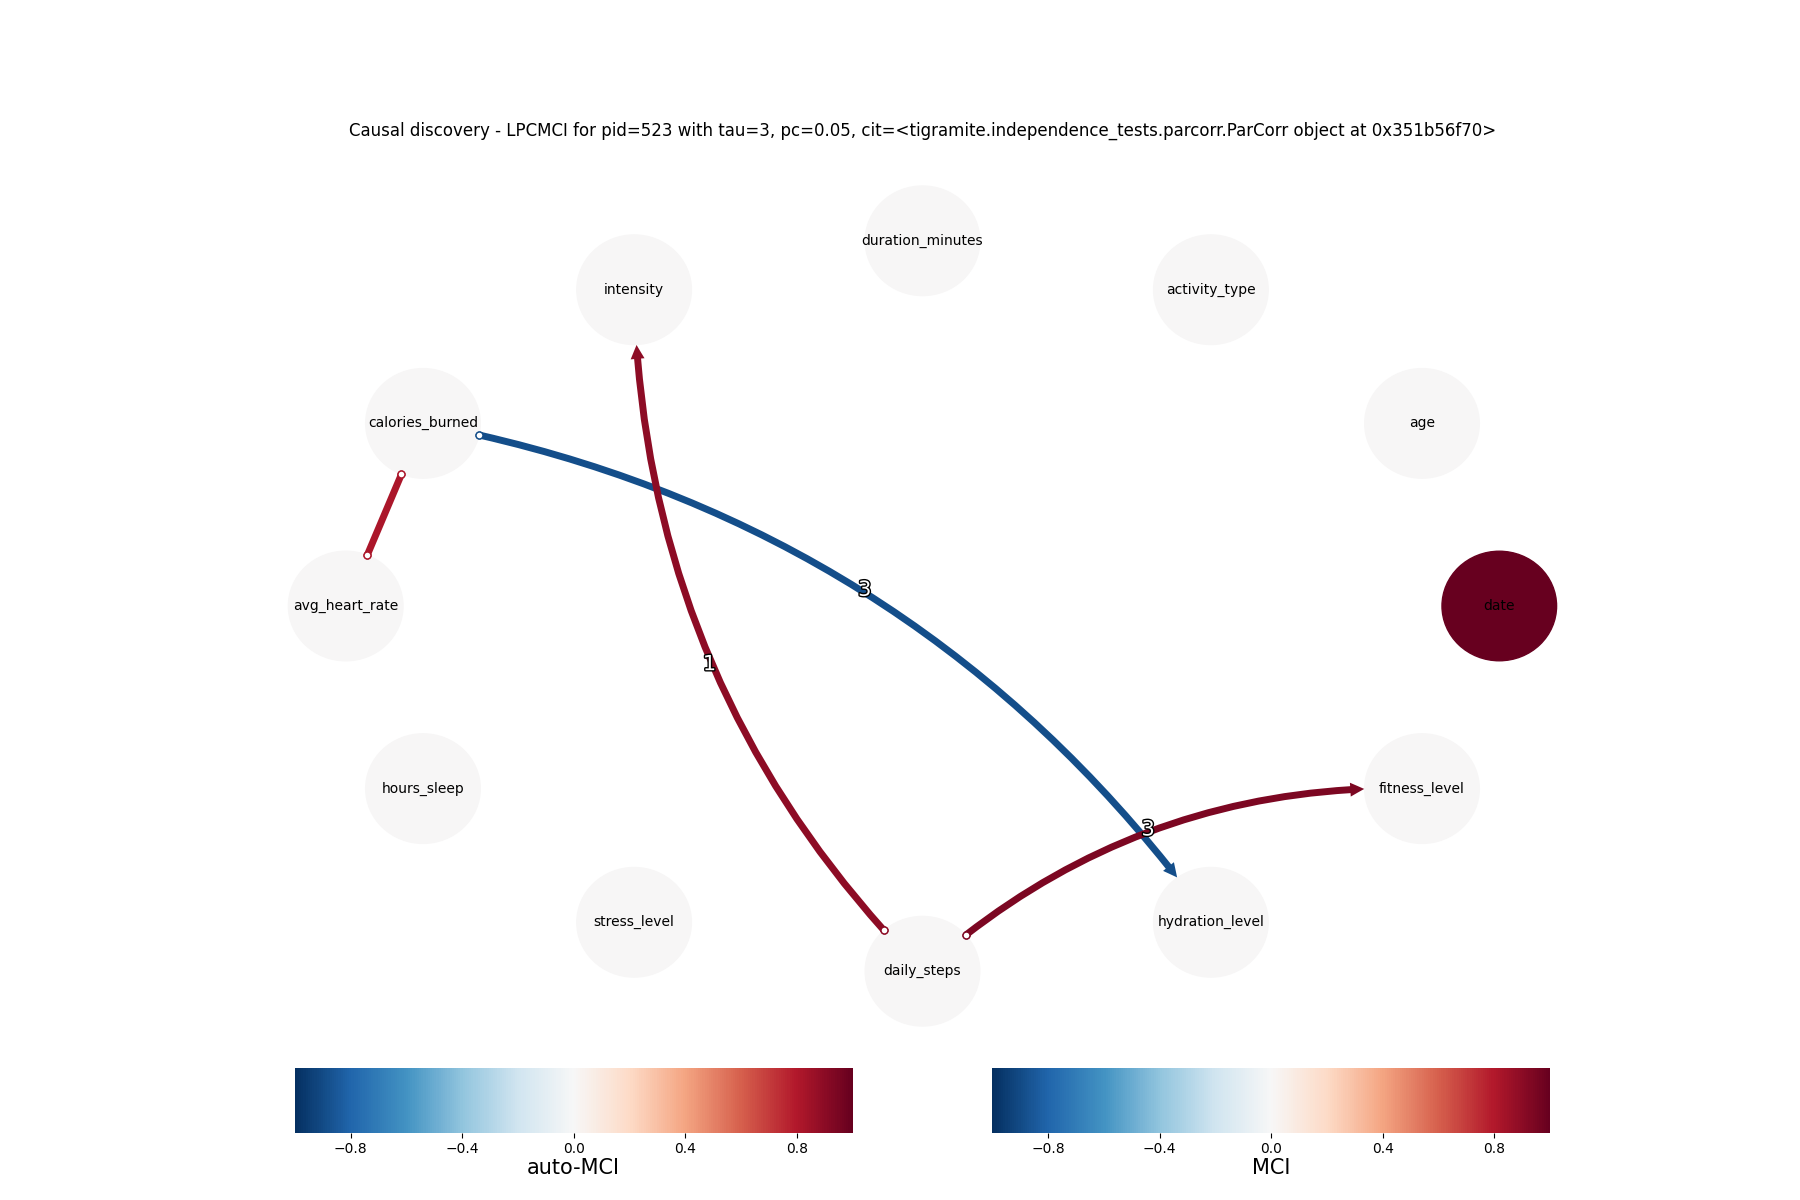 Causal discovery - LPCMCI for pid=523 with tau=3, pc=0.05, cit=<tigramite.independence_tests.parcorr.ParCorr object at 0x351b56f70>
duration_minutes
intensity
activity_type
calories_burned
age
3
avg_heart_rate
date
1
hours_sleep
fitness_level
3
stress_level
hydration_level
daily_steps
−0.8 −0.4 0.0 0.4 0.8
auto-MCI
−0.8 −0.4 0.0 0.4 0.8
MCI